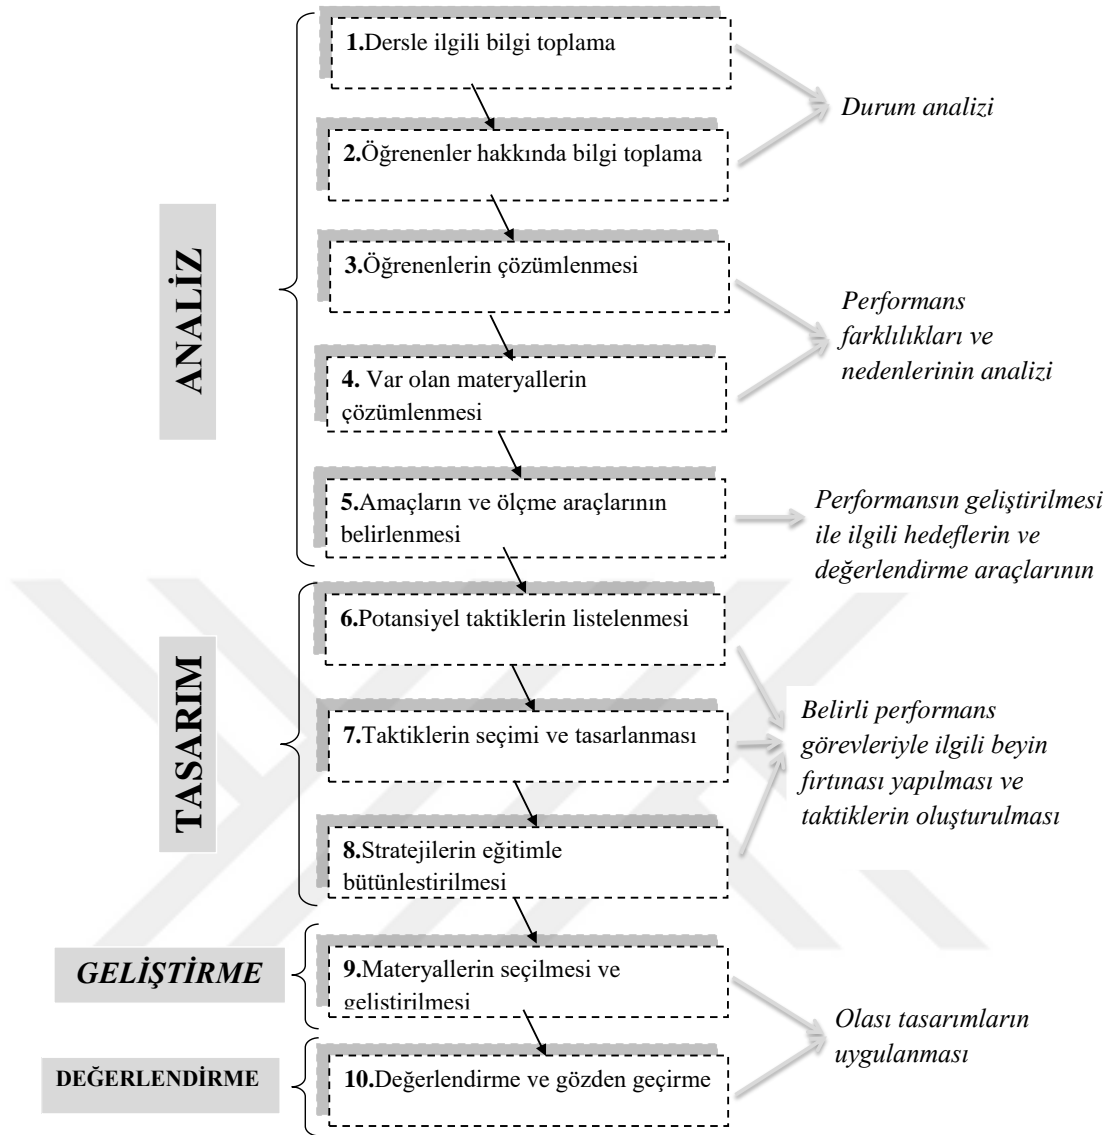 1.Dersle ilgili bilgi toplama
2.Öğrenenler hakkında bilgi toplama
Durum analizi
ANALİZ
3.Öğrenenlerin çözümlenmesi
4. Var olan materyallerin
çözümlenmesi
Performans
farklılıkları ve
nedenlerinin analizi
5.Amaçların ve ölçme araçlarının
belirlenmesi
Performansın geliştirilmesi
ile ilgili hedeflerin ve
değerlendirme araçlarının
TASARIM
6.Potansiyel taktiklerin listelenmesi
7.Taktiklerin seçimi ve tasarlanması
8.Stratejilerin eğitimle
bütünleştirilmesi
Belirli performans
görevleriyle ilgili beyin
fırtınası yapılması ve
taktiklerin oluşturulması
GELİŞTİRME
9.Materyallerin seçilmesi ve
geliştirilmesi
DEĞERLENDİRME
10.Değerlendirme ve gözden geçirme
Olası tasarımların
uygulanması